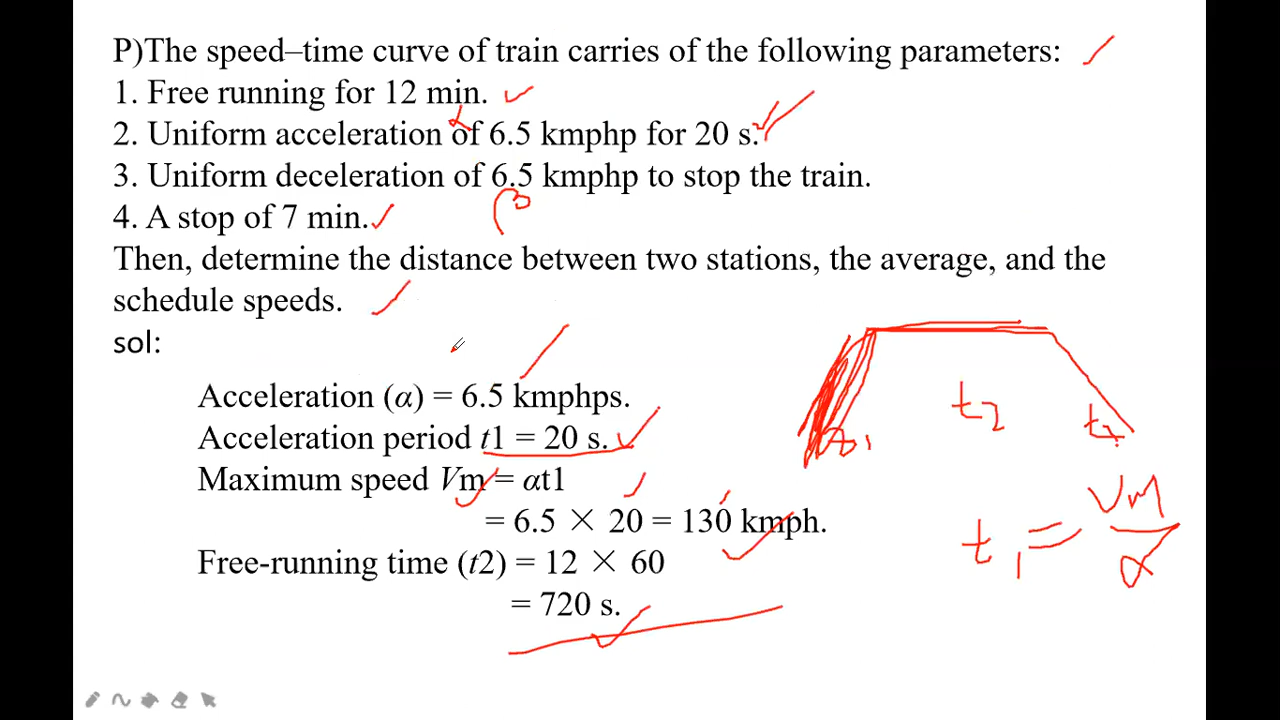 P)The speed–time curve of train carries of the following parameters:
1. Free running for 12 min.
2. Uniform acceleration of 6.5 kmphp for 20 s.
α
3. Uniform deceleration of 6.5 kmphp to stop the train.
β
4. A stop of 7 min.
Then, determine the distance between two stations, the average, and the
schedule speeds.
sol:
Acceleration (α) = 6.5 kmphps.
Acceleration period t1 = 20 s.
Maximum speed Vm = αt1
= 6.5 × 20 = 130 kmph.
Free-running time (t2) = 12 × 60
= 720 s.
t2
t1 = Vm
α